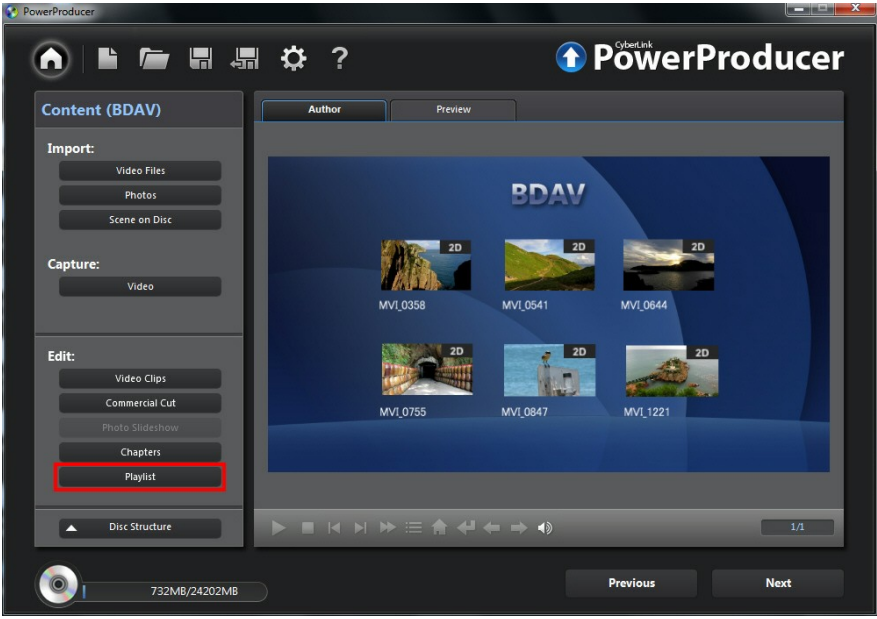 PowerProducer
CyberLink
PowerProducer
Content (BDAV)
Author
Preview
Import:
Video Files
Photos
Scene on Disc
Capture:
Video
Edit:
Video Clips
Commercial Cut
Photo Slideshow
Chapters
Playlist
Disc Structure
BDAV
2D
2D
2D
MVI_0358
MVI_0541
MVI_0644
2D
2D
2D
MVI_0755
MVI_0847
MVI_1221
1/1
732MB/24202MB
Previous
Next